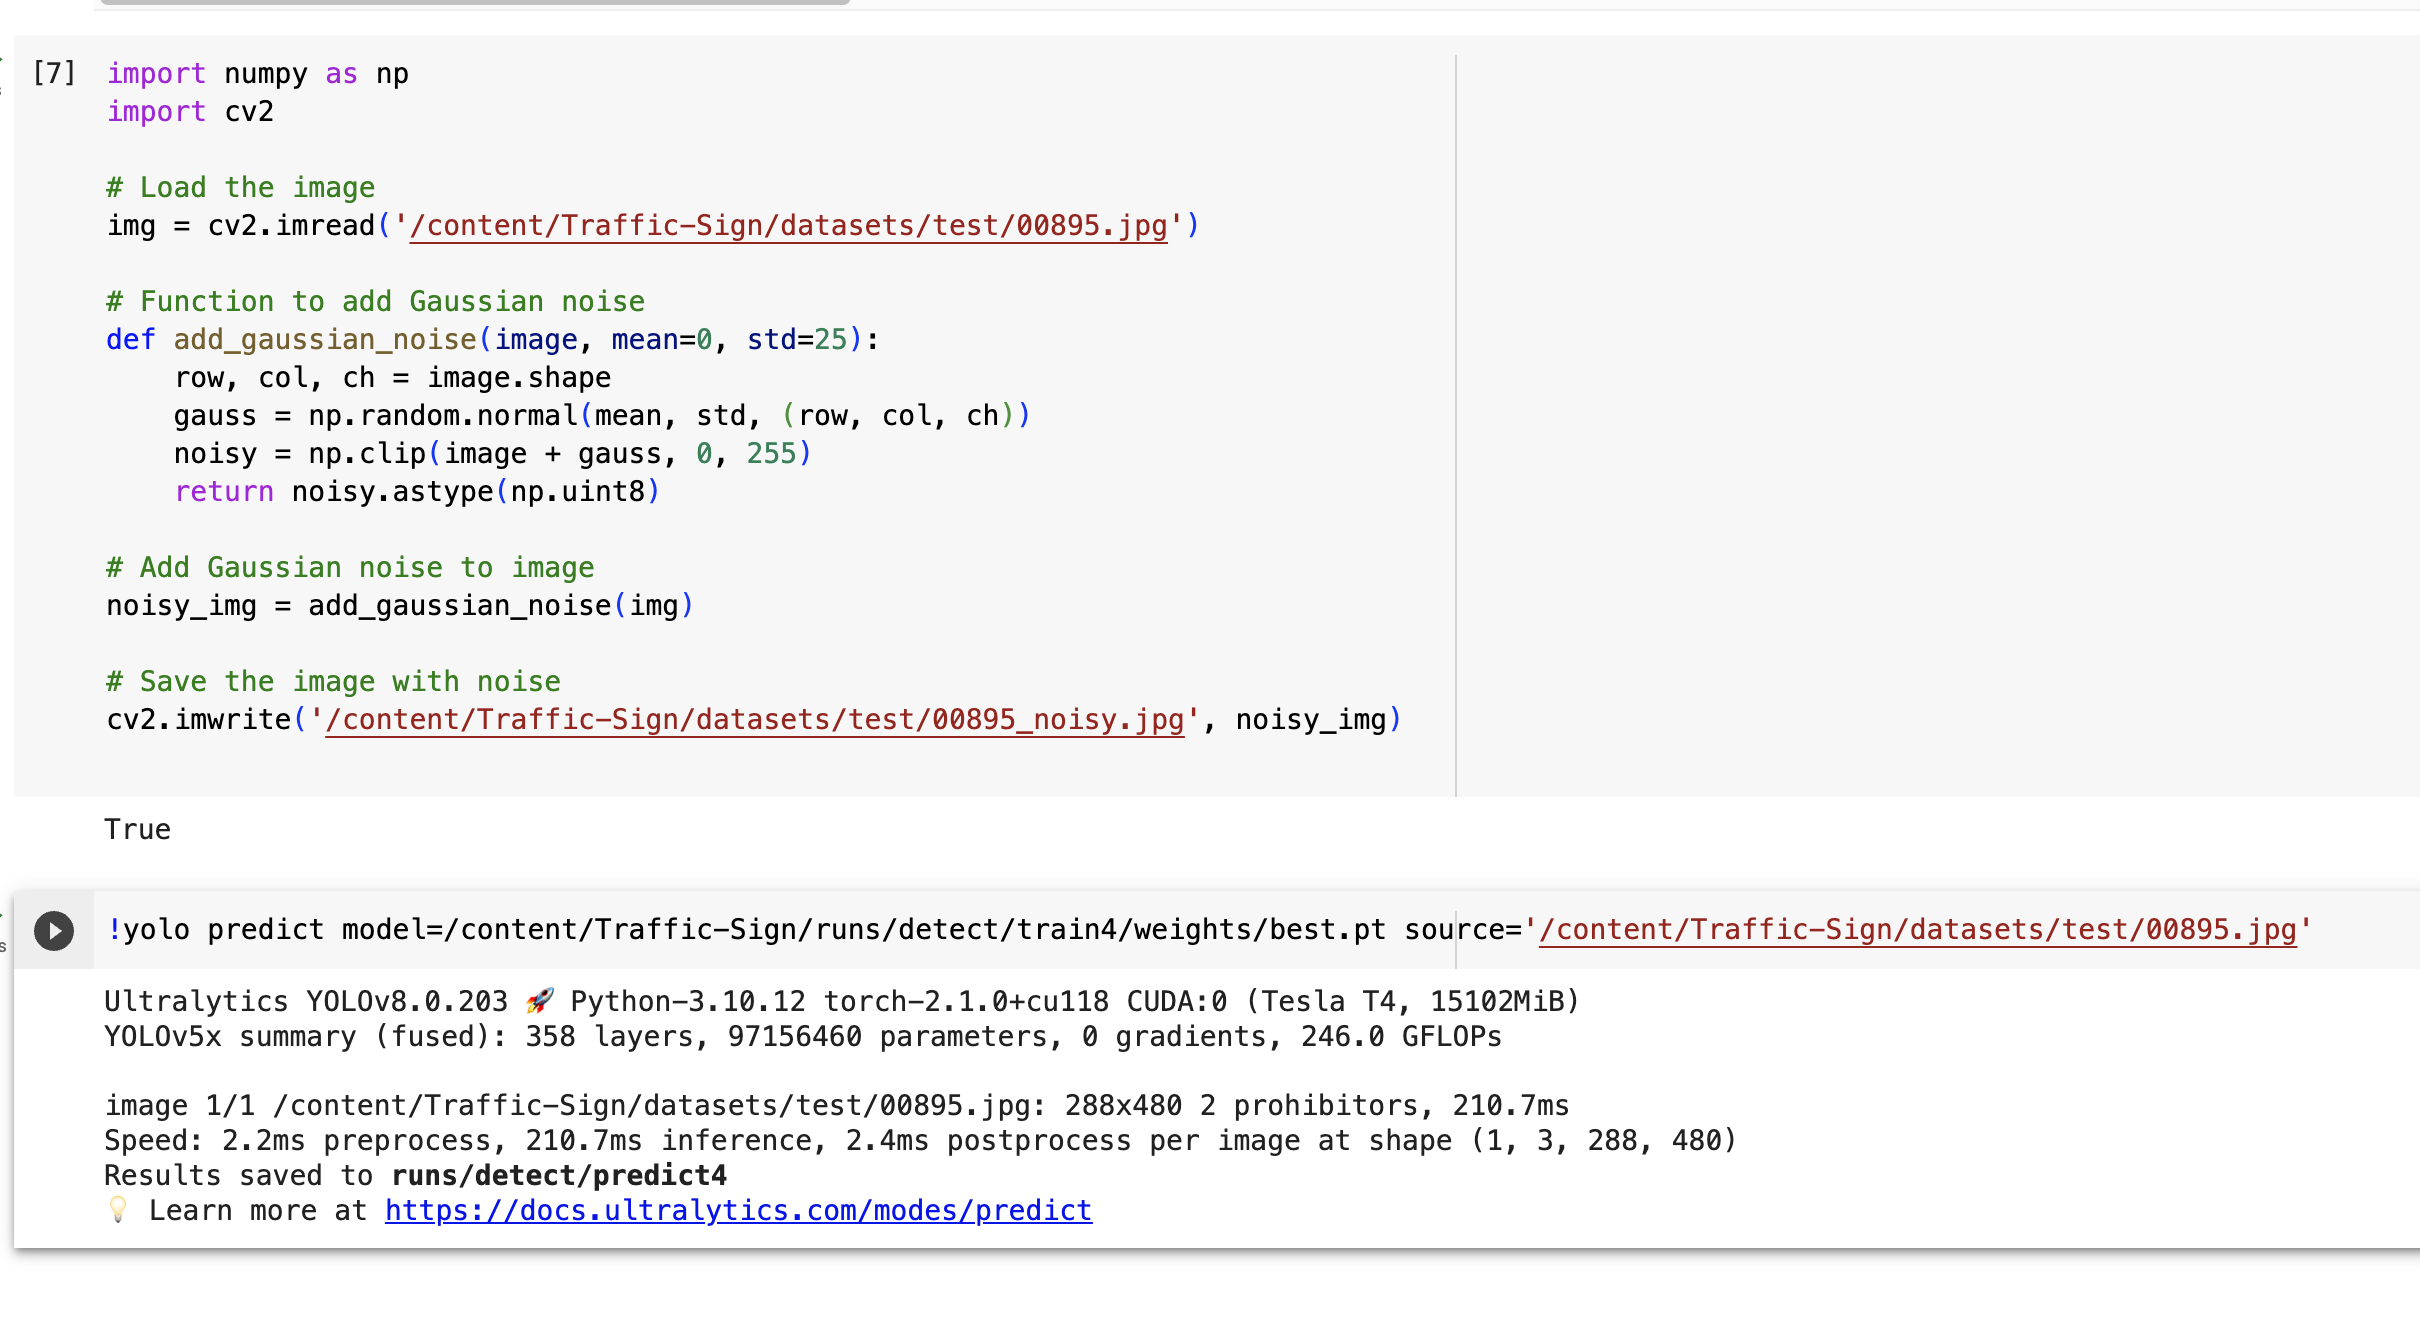 [7] import numpy as np
import cv2
# Load the image
img = cv2.imread('/content/Traffic-Sign/datasets/test/00895.jpg')
# Function to add Gaussian noise
def add_gaussian_noise(image, mean=0, std=25):
    row, col, ch = image.shape
    gauss = np.random.normal(mean, std, (row, col, ch))
    noisy = np.clip(image + gauss, 0, 255)
    return noisy.astype(np.uint8)
# Add Gaussian noise to image
noisy_img = add_gaussian_noise(img)
# Save the image with noise
cv2.imwrite('/content/Traffic-Sign/datasets/test/00895_noisy.jpg', noisy_img)
True
!yolo predict model=/content/Traffic-Sign/runs/detect/train4/weights/best.pt source='/content/Traffic-Sign/datasets/test/00895.jpg'
Ultralytics YOLOv8.0.203 🚀 Python-3.10.12 torch-2.1.0+cu118 CUDA:0 (Tesla T4, 15102MiB)
YOLOv5x summary (fused): 358 layers, 97156460 parameters, 0 gradients, 246.0 GFLOPs
image 1/1 /content/Traffic-Sign/datasets/test/00895.jpg: 288x480 2 prohibitors, 210.7ms
Speed: 2.2ms preprocess, 210.7ms inference, 2.4ms postprocess per image at shape (1, 3, 288, 480)
Results saved to runs/detect/predict4
💡 Learn more at https://docs.ultralytics.com/modes/predict